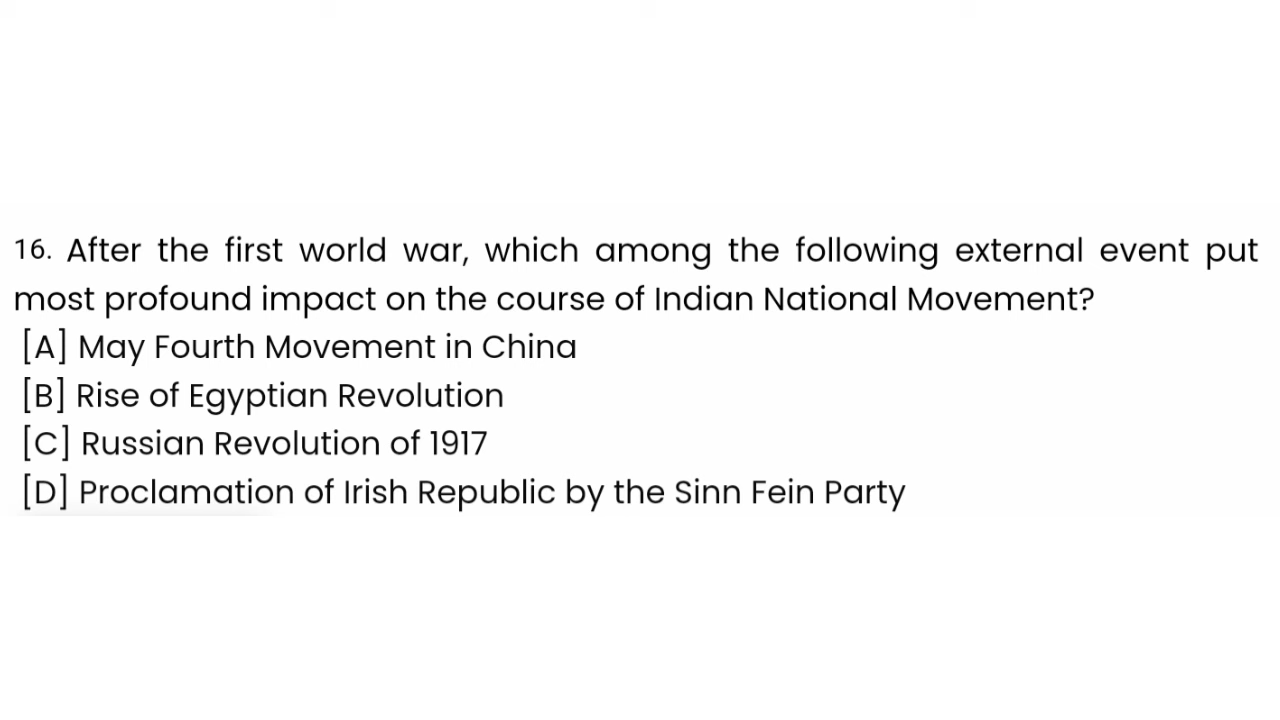 16. After the first world war, which among the following external event put
most profound impact on the course of Indian National Movement?
[A] May Fourth Movement in China
[B] Rise of Egyptian Revolution
[C] Russian Revolution of 1917
[D] Proclamation of Irish Republic by the Sinn Fein Party